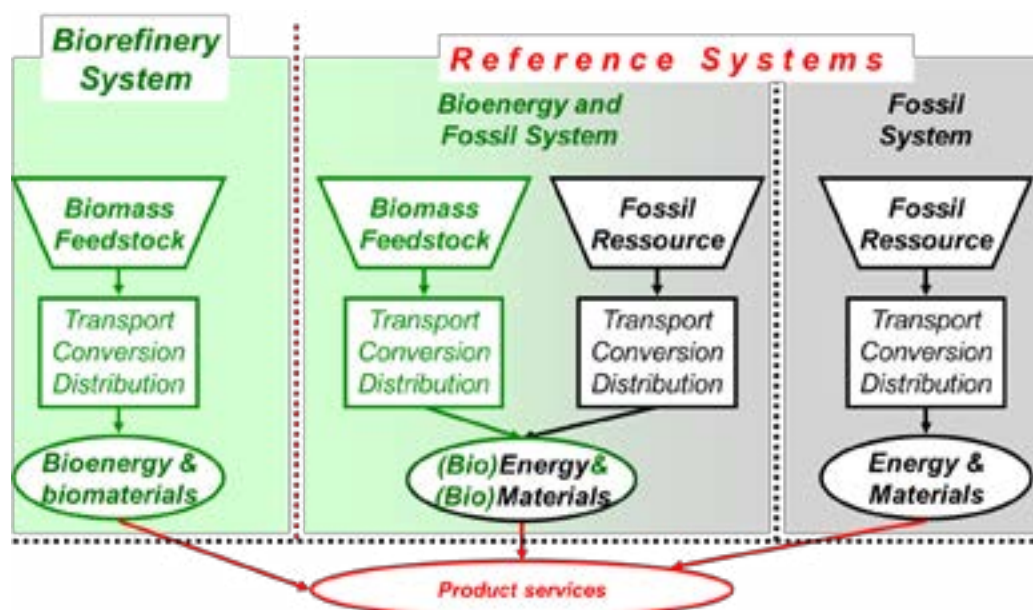 Biorefinery
System
Reference Systems
Bioenergy and
Fossil System
Fossil
System
Biomass
Feedstock
Biomass
Feedstock
Fossil
Ressource
Fossil
Ressource
Transport
Conversion
Distribution
Transport
Conversion
Distribution
Transport
Conversion
Distribution
Transport
Conversion
Distribution
Bioenergy &
biomaterials
(Bio)Energy&
(Bio)Materials
Energy &
Materials
Product services